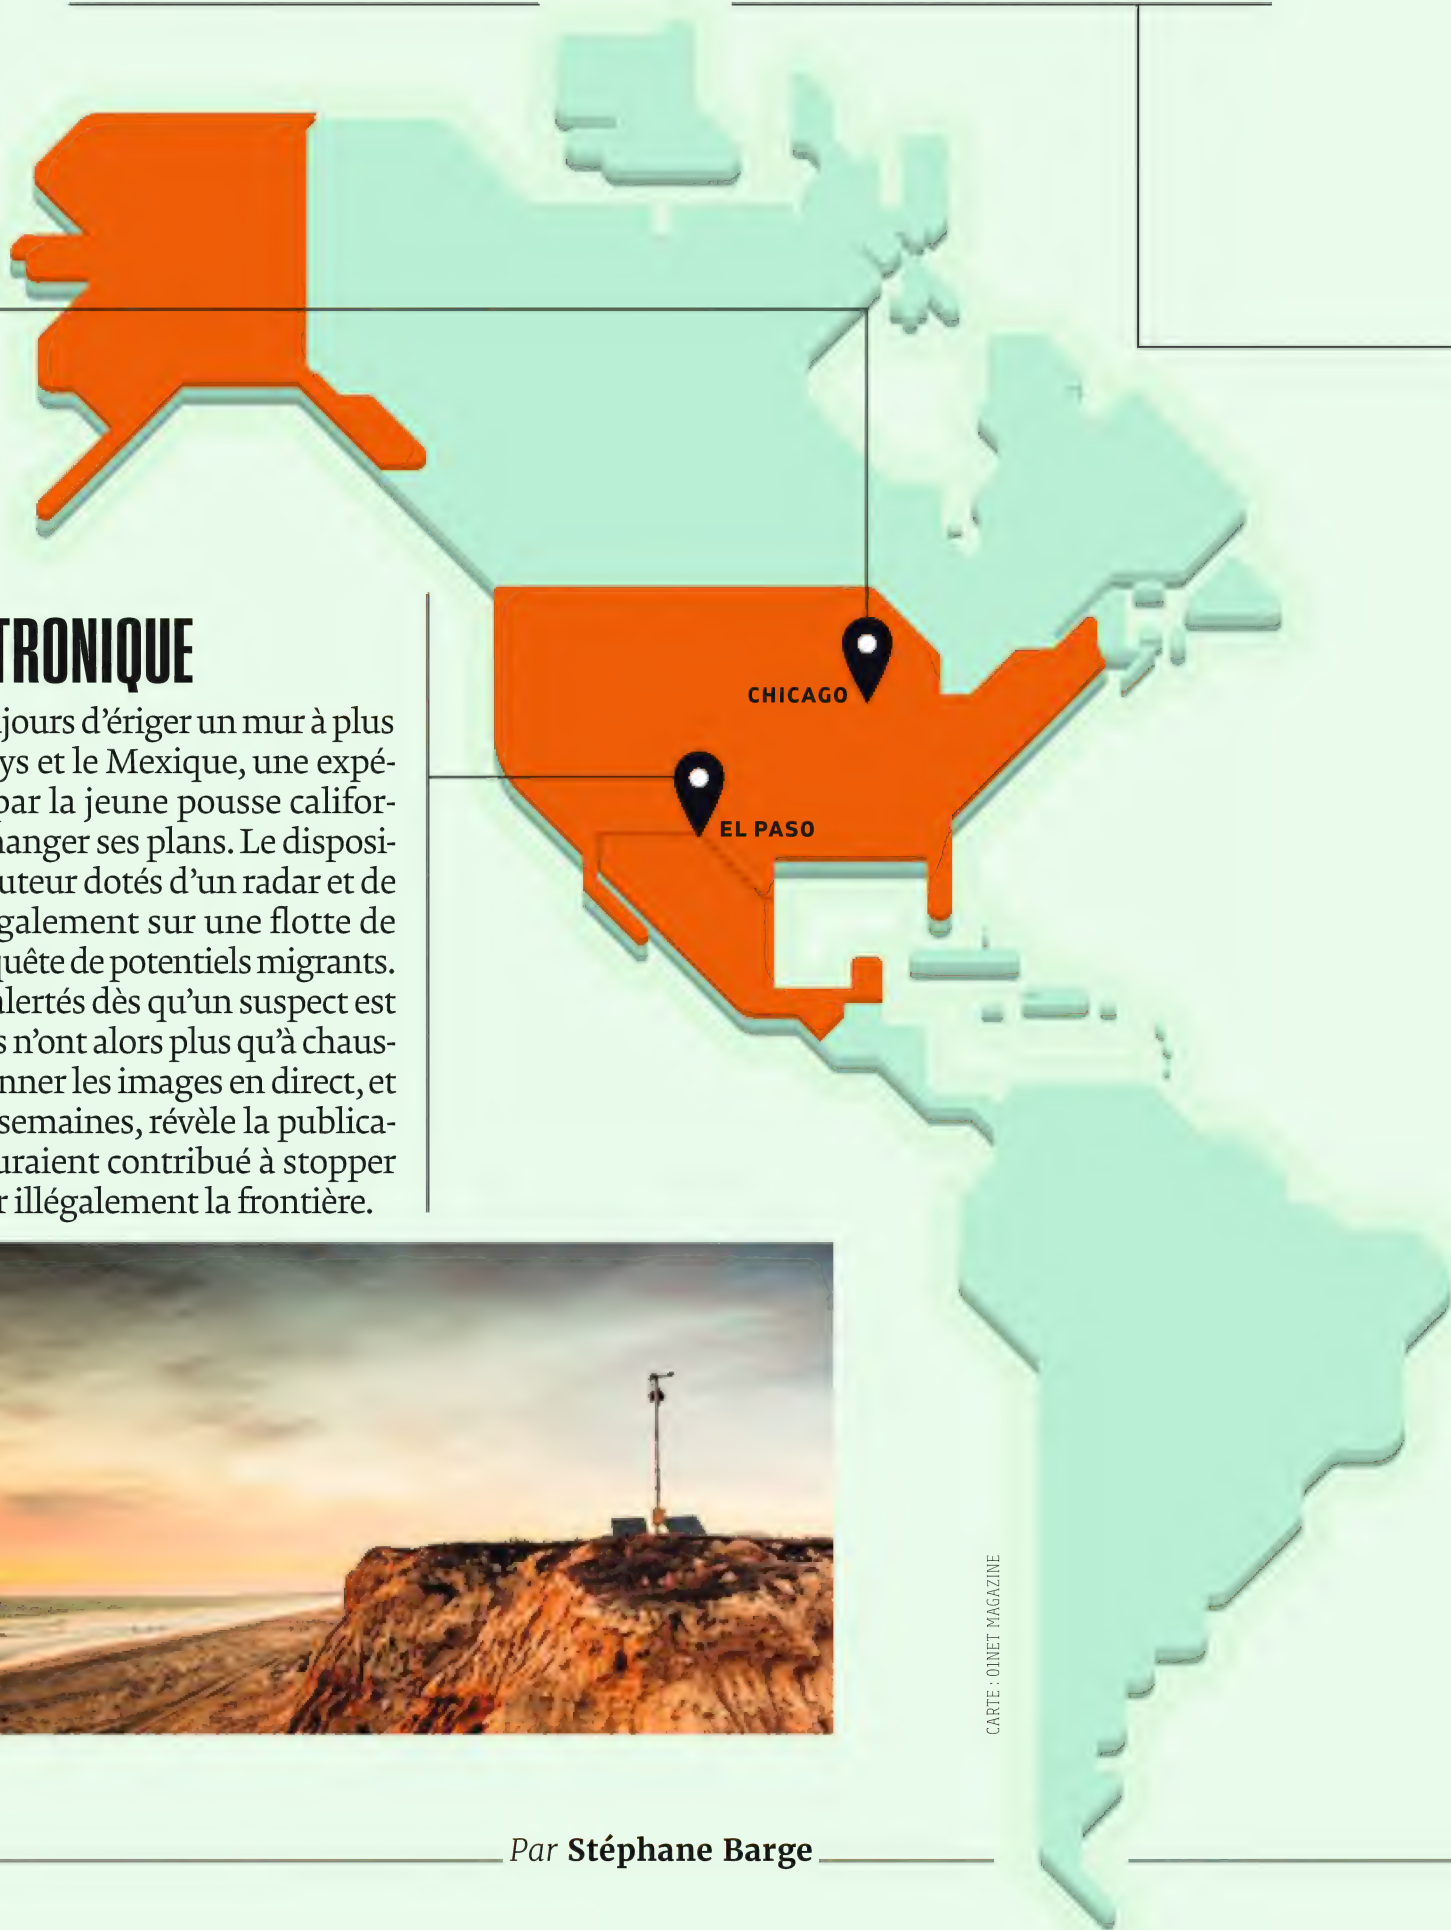 TRONIQUE
jours d’ériger un mur à plus
ys et le Mexique, une expé-
par la jeune pousse califor-
hanger ses plans. Le disposi-
uteur dotés d’un radar et de
galement sur une flotte de
quête de potentiels migrants.
alertés dès qu’un suspect est
s n’ont alors plus qu’à chaus-
nner les images en direct, et
semaines, révèle la publica-
uraient contribué à stopper
r illégalement la frontière.
CHICAGO
EL PASO
CARTE : 01NET MAGAZINE
Par Stéphane Barge